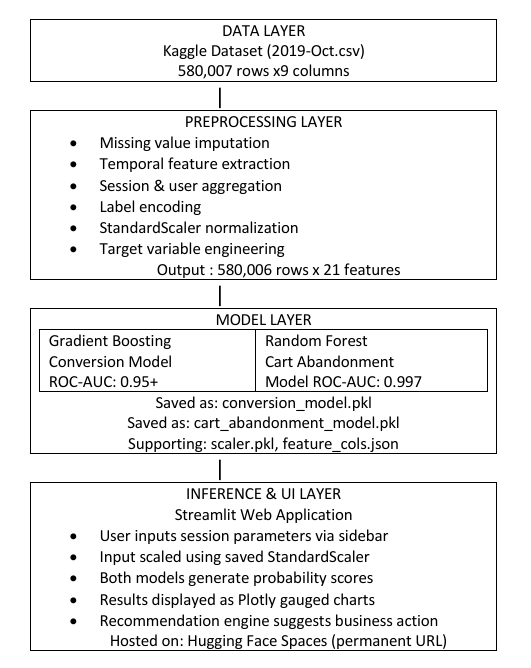 DATA LAYER
Kaggle Dataset (2019-Oct.csv)
580,007 rows x9 columns
PREPROCESSING LAYER
• Missing value imputation
• Temporal feature extraction
• Session & user aggregation
• Label encoding
• StandardScaler normalization
• Target variable engineering
Output : 580,006 rows x 21 features
MODEL LAYER
Gradient Boosting
Conversion Model
ROC-AUC: 0.95+
Random Forest
Cart Abandonment
Model ROC-AUC: 0.997
Saved as: conversion_model.pkl
Saved as: cart_abandonment_model.pkl
Supporting: scaler.pkl, feature_cols.json
INFERENCE & UI LAYER
Streamlit Web Application
• User inputs session parameters via sidebar
• Input scaled using saved StandardScaler
• Both models generate probability scores
• Results displayed as Plotly gauged charts
• Recommendation engine suggests business action
Hosted on: Hugging Face Spaces (permanent URL)